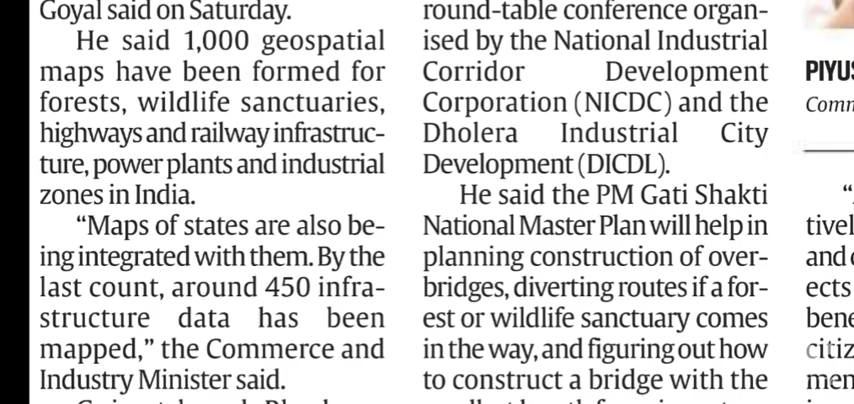 Goyal said on Saturday.
He said 1,000 geospatial
maps have been formed for
forests, wildlife sanctuaries,
highways and railway infrastruc-
ture, power plants and industrial
zones in India.
“Maps of states are also be-
ing integrated with them. By the
last count, around 450 infra-
structure data has been
mapped,” the Commerce and
Industry Minister said.
round-table conference organ-
ised by the National Industrial
Corridor Development
Corporation (NICDC) and the
Dholera Industrial City
Development (DICDL).
He said the PM Gati Shakti
National Master Plan will help in
planning construction of over-
bridges, diverting routes if a for-
est or wildlife sanctuary comes
in the way, and figuring out how
to construct a bridge with the
PIYUS
Comm
tivel
and
ects
bene
citiz
men